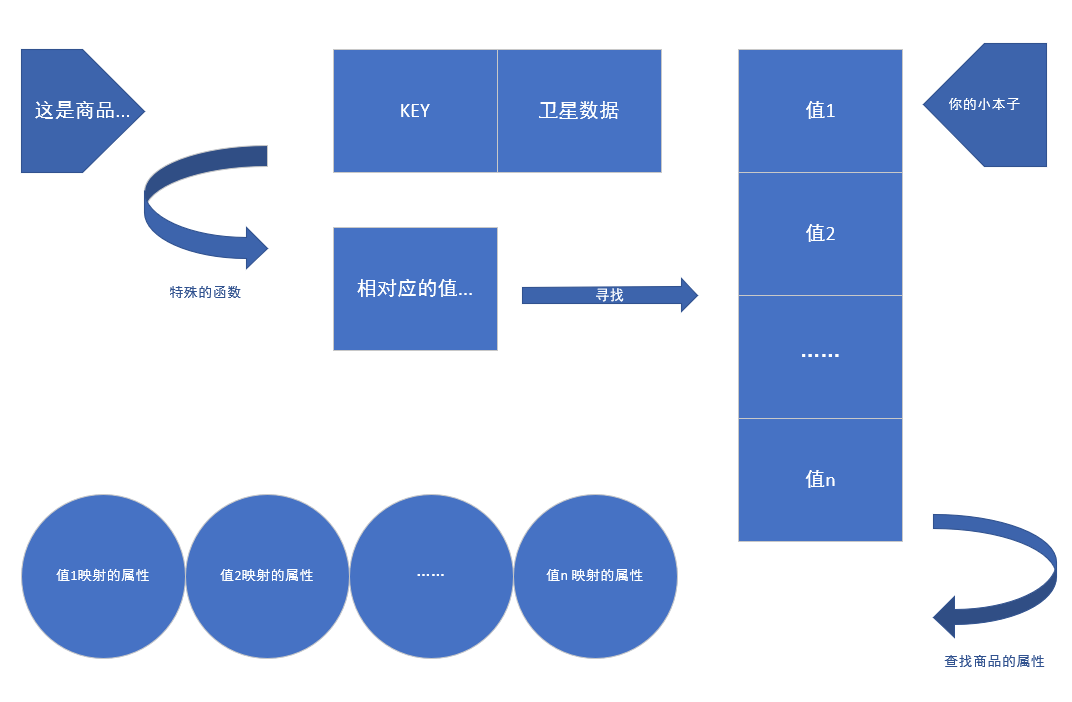 这是商品...
KEY
卫星数据
值1
你的小本子
值2
特殊的函数
相对应的值...
寻找
……
值n
值1映射的属性
值2映射的属性
……
值n 映射的属性
查找商品的属性